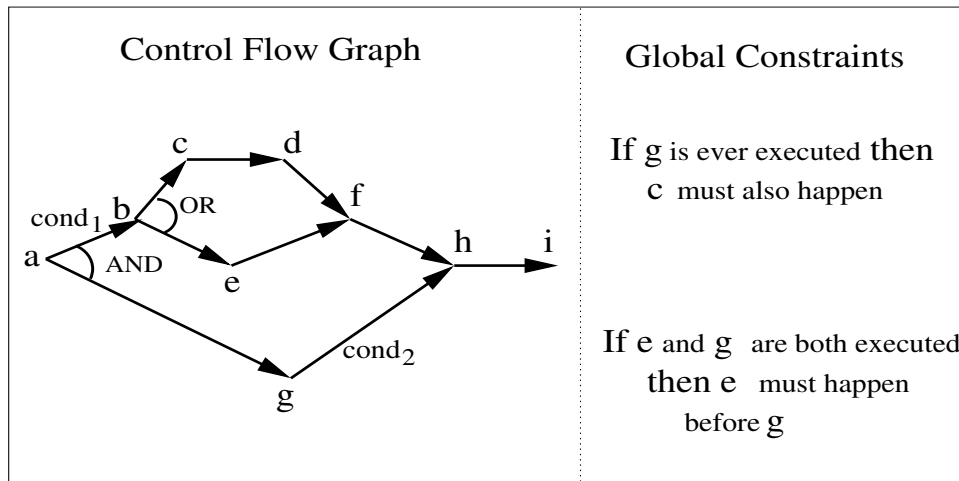 Control Flow Graph
c
d
b
OR
f
cond1
a
AND
e
h
i
cond2
g
Global Constraints
If g is ever executed then
c must also happen
If e and g are both executed
then e must happen
before g